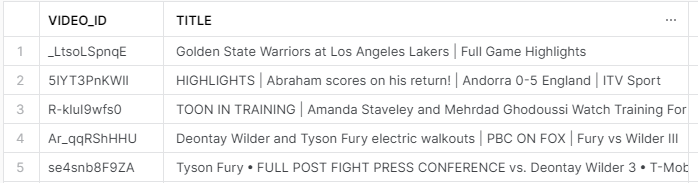 VIDEO_ID TITLE ...
1 _LtsoLSpnqE Golden State Warriors at Los Angeles Lakers | Full Game Highlights
2 5IYT3PnKWlI HIGHLIGHTS | Abraham scores on his return! | Andorra 0-5 England | ITV Sport
3 R-kIuI9wfs0 TOON IN TRAINING | Amanda Staveley and Mehrdad Ghodoussi Watch Training For
4 Ar_qqRShHHU Deontay Wilder and Tyson Fury electric walkouts | PBC ON FOX | Fury vs Wilder III
5 se4snb8F9ZA Tyson Fury • FULL POST FIGHT PRESS CONFERENCE vs. Deontay Wilder 3 • T-Mob